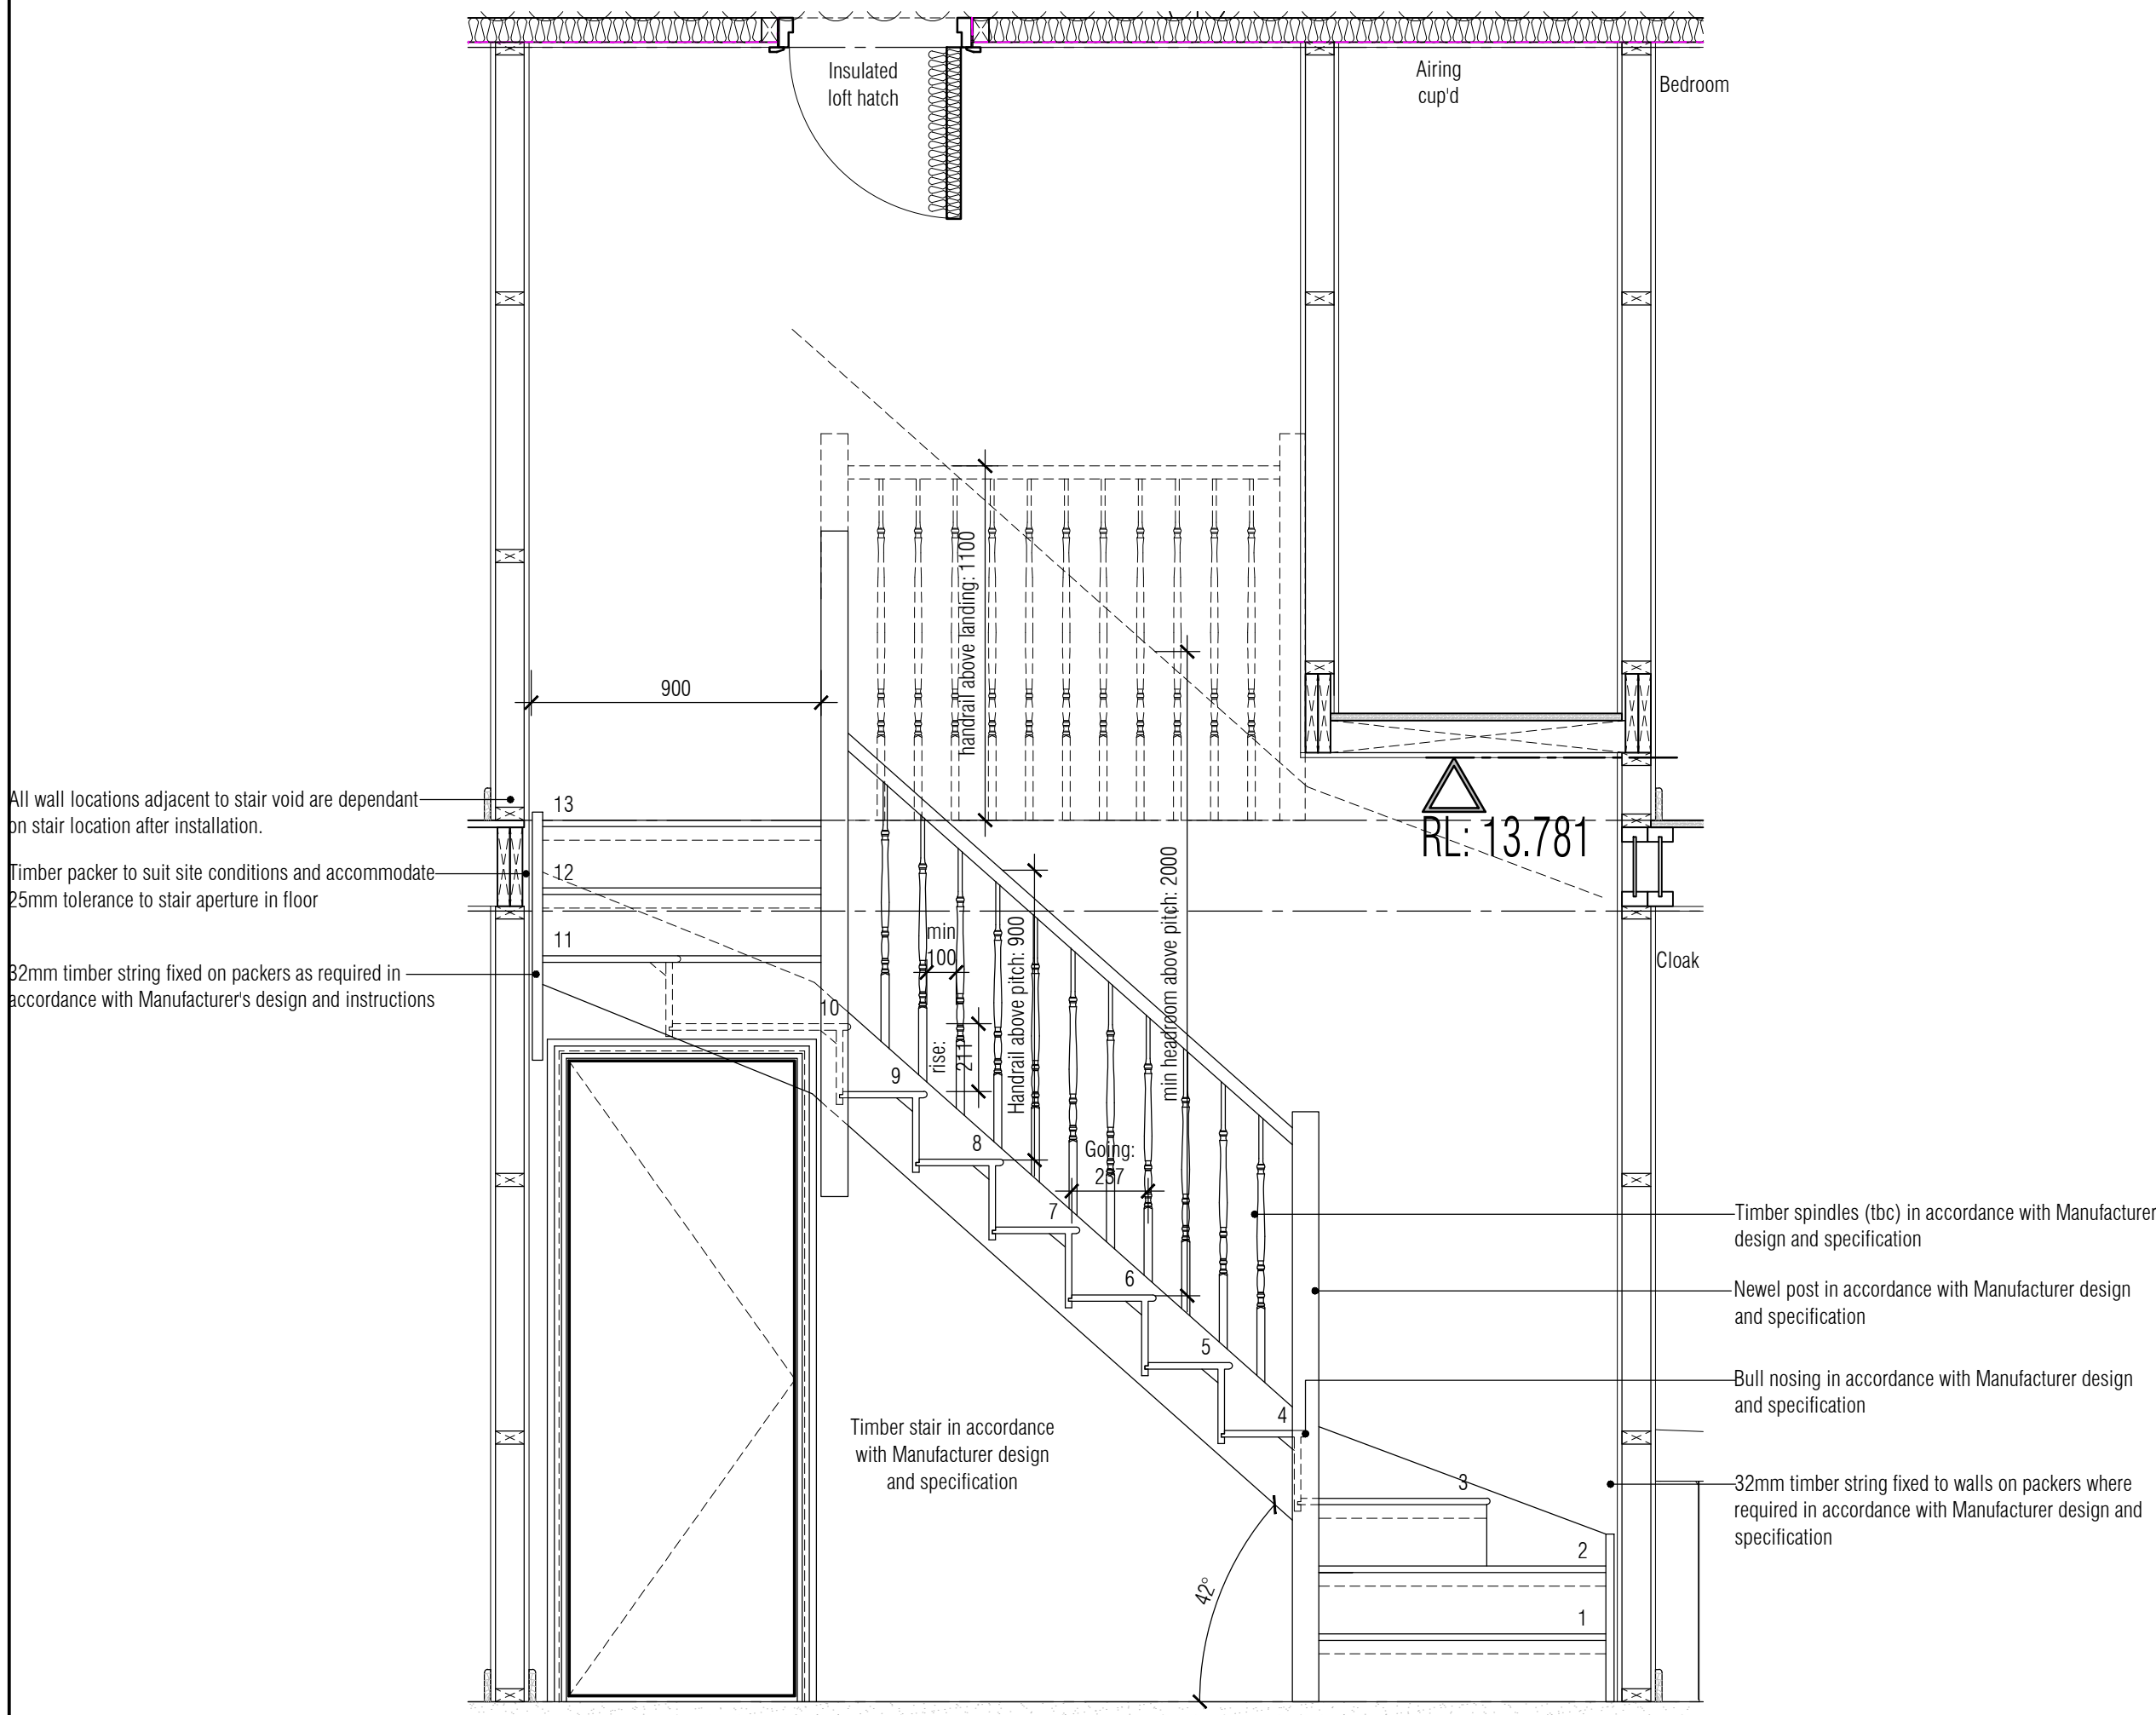 Insulated
loft hatch
Airing
cup'd
Bedroom
handrail above landing: 1100
900
All wall locations adjacent to stair void are dependant
on stair location after installation.
Timber packer to suit site conditions and accommodate
25mm tolerance to stair aperture in floor
32mm timber string fixed on packers as required in
accordance with Manufacturer's design and instructions
RL: 13.781
13
12
11
10
9
8
7
6
5
4
3
2
1
min
100
rise:
211
Handrail above pitch: 900
min headroom above pitch: 2000
Going:
237
Cloak
Timber spindles (tbc) in accordance with Manufacturer
design and specification
Newel post in accordance with Manufacturer design
and specification
Bull nosing in accordance with Manufacturer design
and specification
32mm timber string fixed to walls on packers where
required in accordance with Manufacturer design and
specification
Timber stair in accordance
with Manufacturer design
and specification
42°